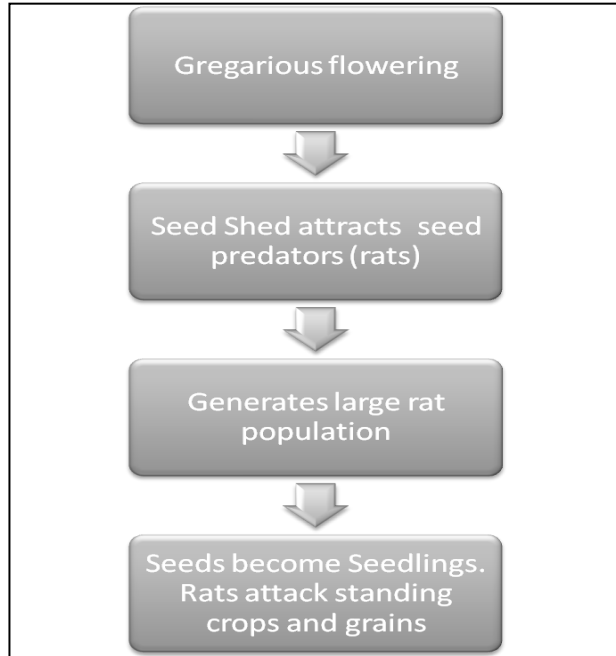 Gregarious flowering
Seed Shed attracts seed
predators (rats)
Generates large rat
population
Seeds become Seedlings.
Rats attack standing
crops and grains